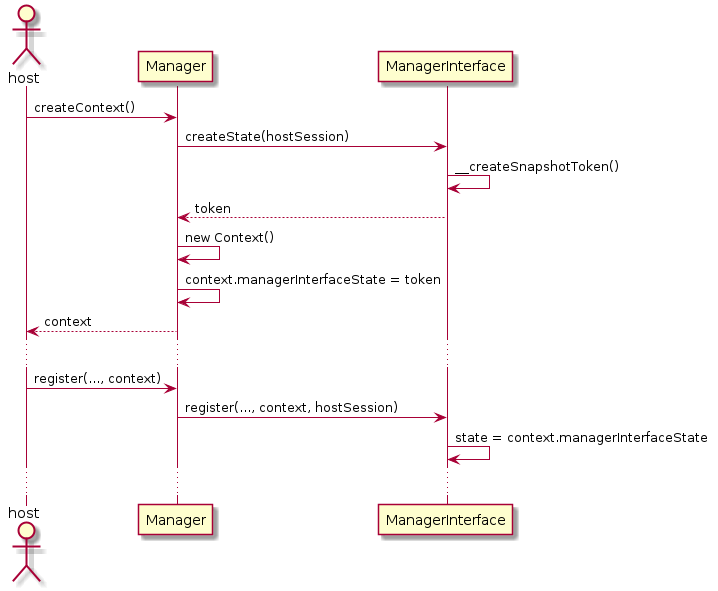 host
Manager
ManagerInterface
createContext()
createState(hostSession)
__createSnapshotToken()
token
new Context()
context.managerInterfaceState = token
context
register(..., context)
register(..., context, hostSession)
state = context.managerInterfaceState
host
Manager
ManagerInterface